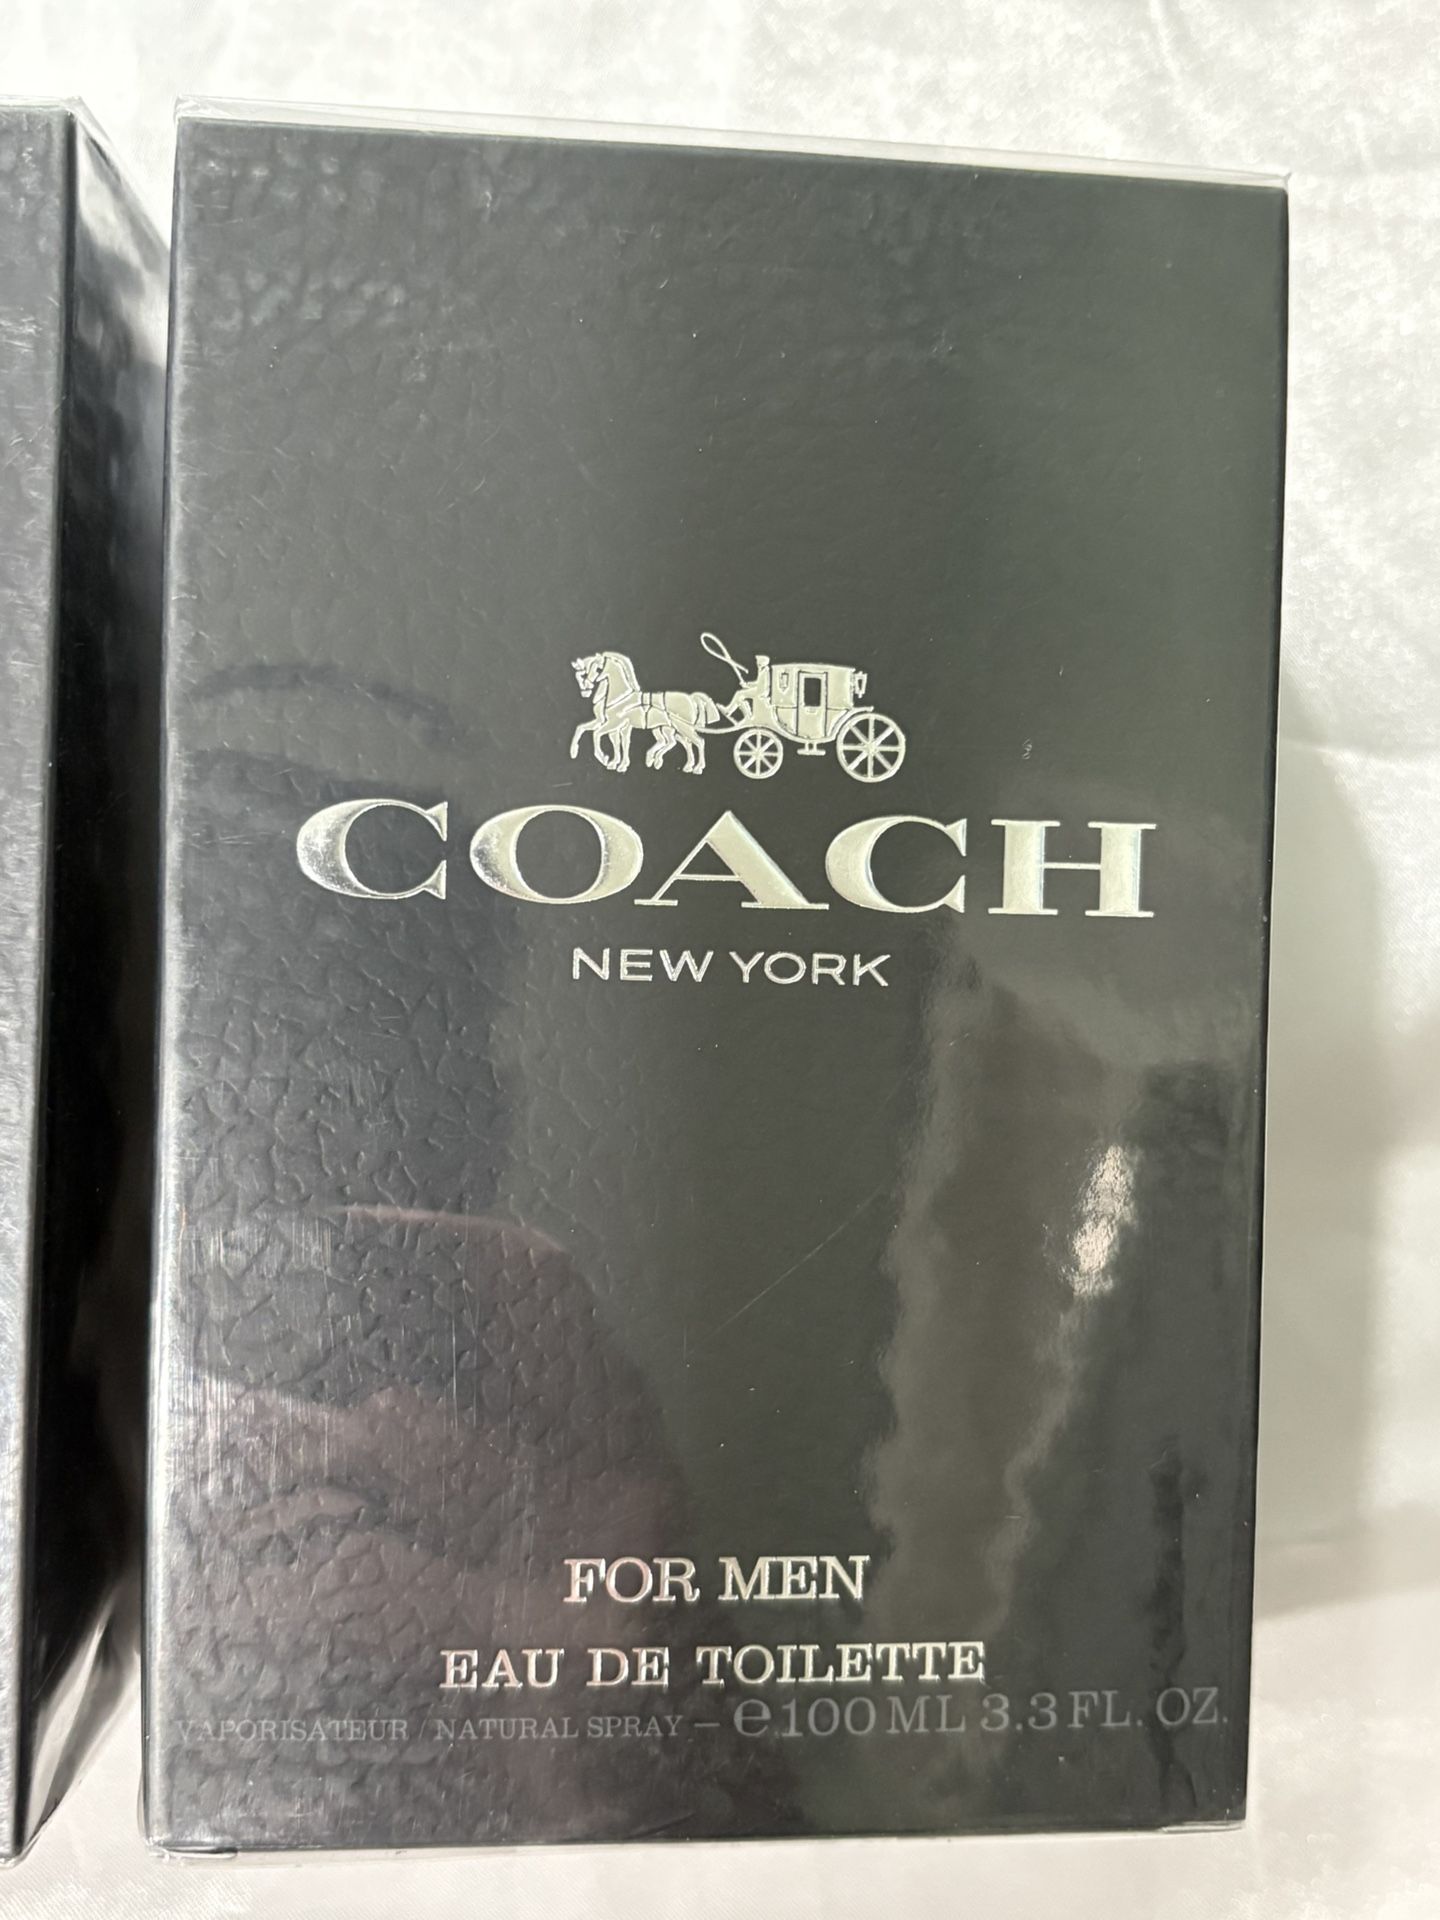 COACH
NEW YORK
FOR MEN
EAU DE TOILETTE
VAPORISATEUR / NATURAL SPRAY – ℮100 ML 3.3 FL. OZ.